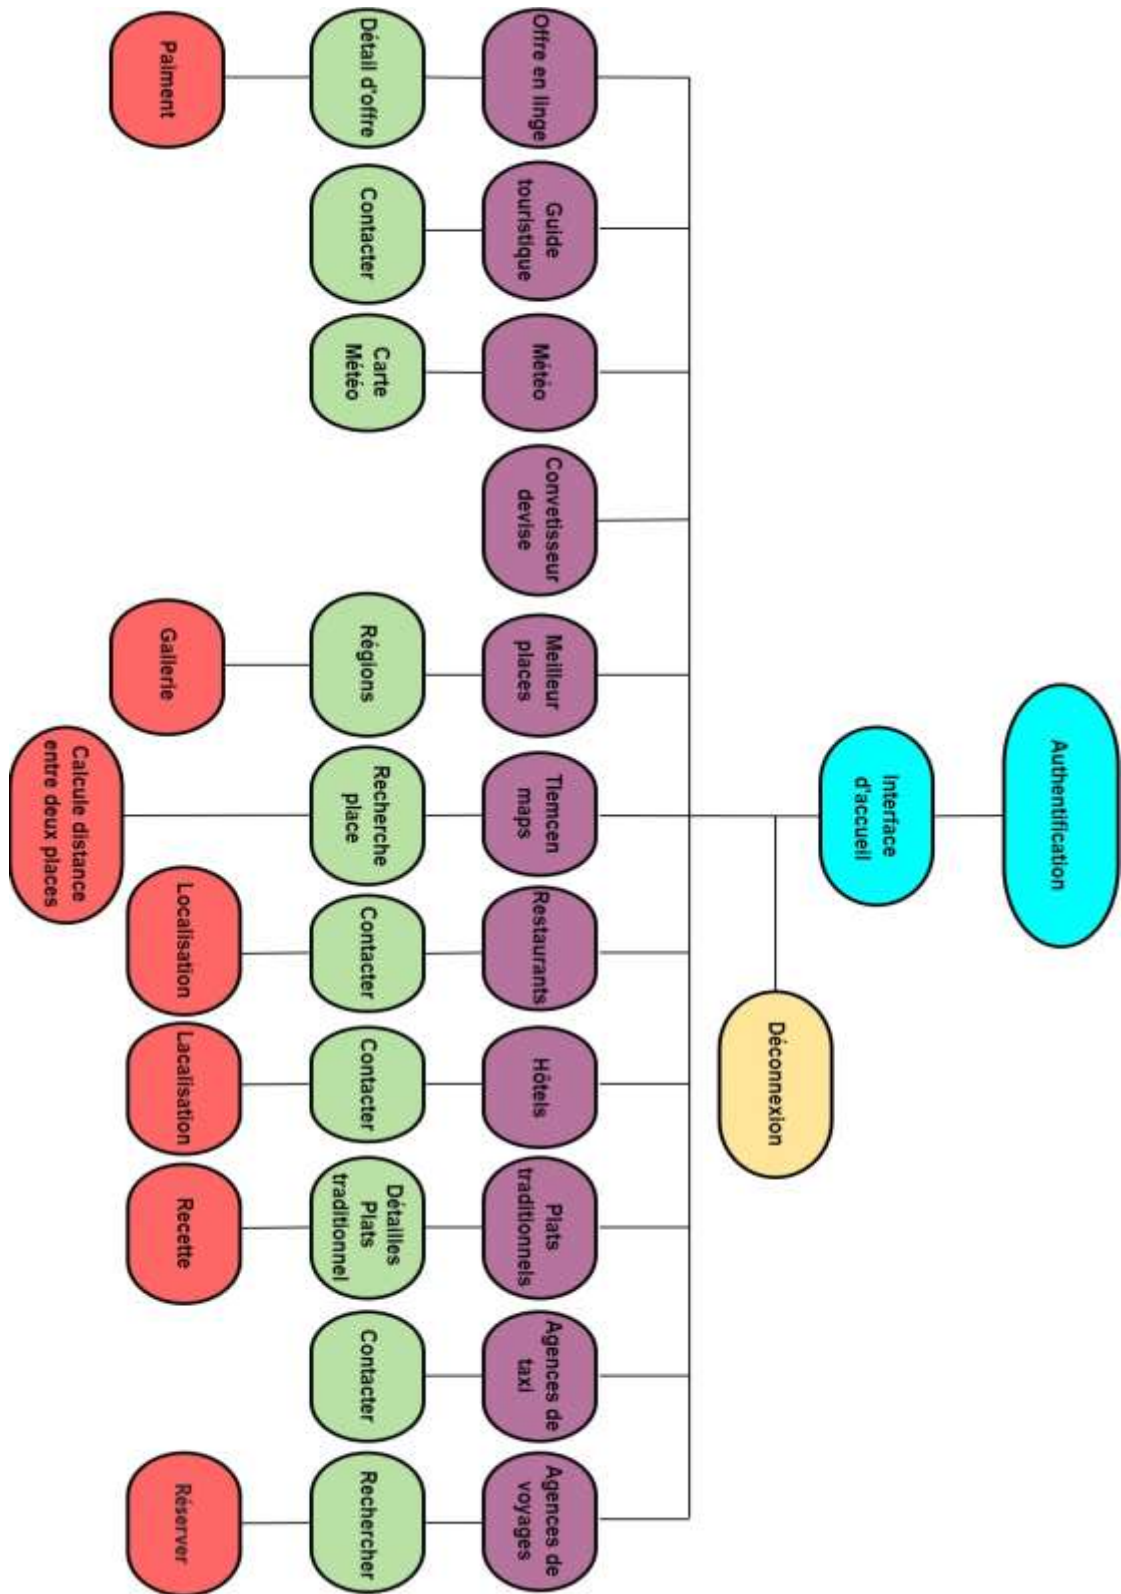 Authentification
Interface
d'accueil
Déconnexion
Offre en linge
Guide
touristique
Météo
Convetisseur
devise
Meilleur
places
Tlemcen
maps
Restaurants
Hôtels
Plats
traditionnels
Agences de
taxi
Agences de
voyages
Détail d'offre
Contacter
Carte
Météo
Régions
Recherche
place
Contacter
Contacter
Détailles
Plats
traditionnel
Contacter
Rechercher
Paiment
Gallerie
Calcule distance
entre deux places
Localisation
Lacalisation
Recette
Réserver